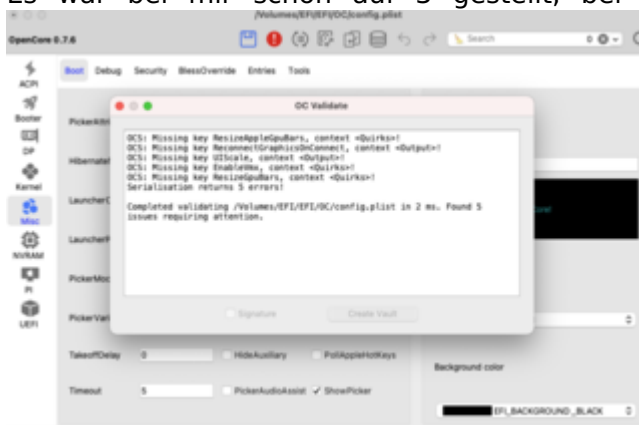 Es war bei mir schon auf 5 gestellt, bei
/Volumes/EFI/EFI/OC/config.plist
OpenCore 0.7.6
Search
ACPI
Boot Debug Security BlessOverride Entries Tools
Booter
OC Validate
DP
Kernel
Misc
NVRAM
PI
UEFI
OCS: Missing key ResizeAppleGpuBars, context <Quirks>!
OCS: Missing key ReconnectGraphicsOnConnect, context <Output>!
OCS: Missing key UIScale, context <Output>!
OCS: Missing key EnableVmx, context <Quirks>!
OCS: Missing key ResizeGpuBars, context <Quirks>!
Serialisation returns 5 errors!
Completed validating /Volumes/EFI/EFI/OC/config.plist in 2 ms. Found 5
issues requiring attention.
Signature Create Vault
TakeoffDelay 0 HideAuxiliary PollAppleHotKeys
Background color
Timeout 5 PickerAudioAssist ShowPicker
EFI_BACKGROUND_BLACK